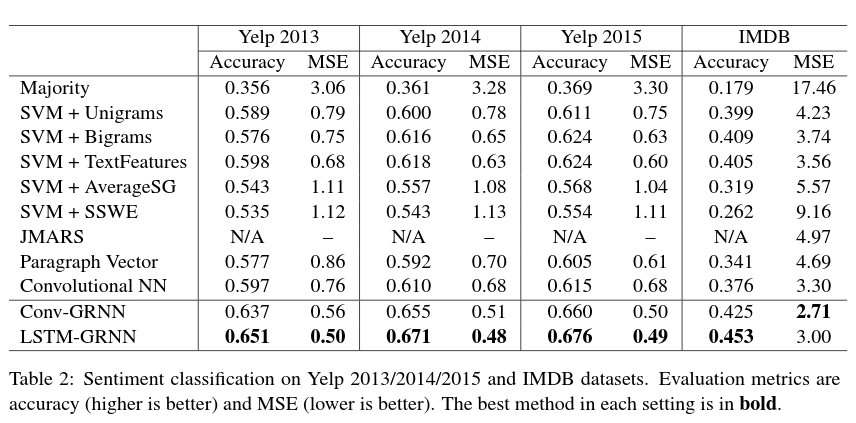 Yelp 2013 Yelp 2014 Yelp 2015 IMDB
Accuracy MSE Accuracy MSE Accuracy MSE Accuracy MSE
Majority 0.356 3.06 0.361 3.28 0.369 3.30 0.179 17.46
SVM + Unigrams 0.589 0.79 0.600 0.78 0.611 0.75 0.399 4.23
SVM + Bigrams 0.576 0.75 0.616 0.65 0.624 0.63 0.409 3.74
SVM + TextFeatures 0.598 0.68 0.618 0.63 0.624 0.60 0.405 3.56
SVM + AverageSG 0.543 1.11 0.557 1.08 0.568 1.04 0.319 5.57
SVM + SSWE 0.535 1.12 0.543 1.13 0.554 1.11 0.262 9.16
JMARS N/A – N/A – N/A – N/A 4.97
Paragraph Vector 0.577 0.86 0.592 0.70 0.605 0.61 0.341 4.69
Convolutional NN 0.597 0.76 0.610 0.68 0.615 0.68 0.376 3.30
Conv-GRNN 0.637 0.56 0.655 0.51 0.660 0.50 0.425 2.71
LSTM-GRNN 0.651 0.50 0.671 0.48 0.676 0.49 0.453 3.00
Table 2: Sentiment classification on Yelp 2013/2014/2015 and IMDB datasets. Evaluation metrics are
accuracy (higher is better) and MSE (lower is better). The best method in each setting is in bold.